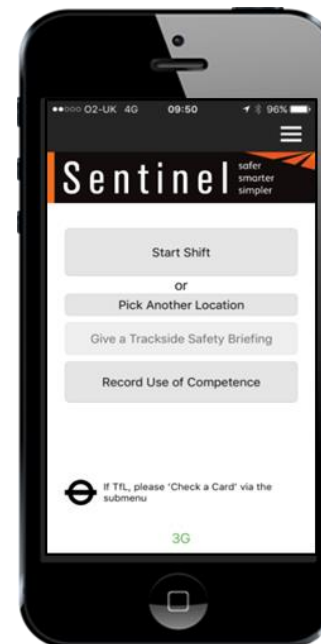 ●●○○○ O2-UK 4G 09:50 96%
Sentinel
safer
smarter
simpler
Start Shift
or
Pick Another Location
Give a Trackside Safety Briefing
Record Use of Competence
If TfL, please 'Check a Card' via the
submenu
3G